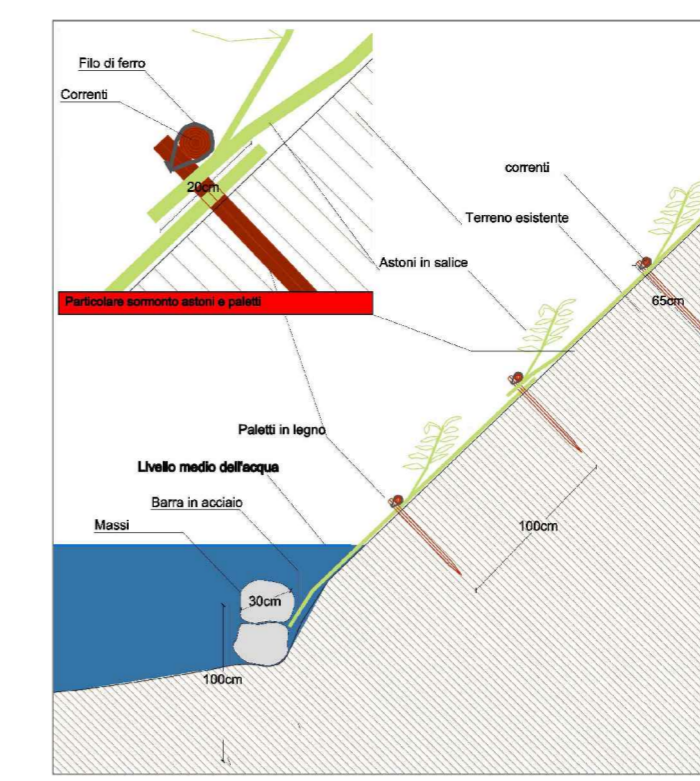 Filo di ferro
Correnti
20cm
Particolare sormonto astoni e paletti
correnti
Terreno esistente
Astoni in salice
65cm
Paletti in legno
Livello medio dell'acqua
Barra in acciaio
Massi
100cm
30cm
100cm